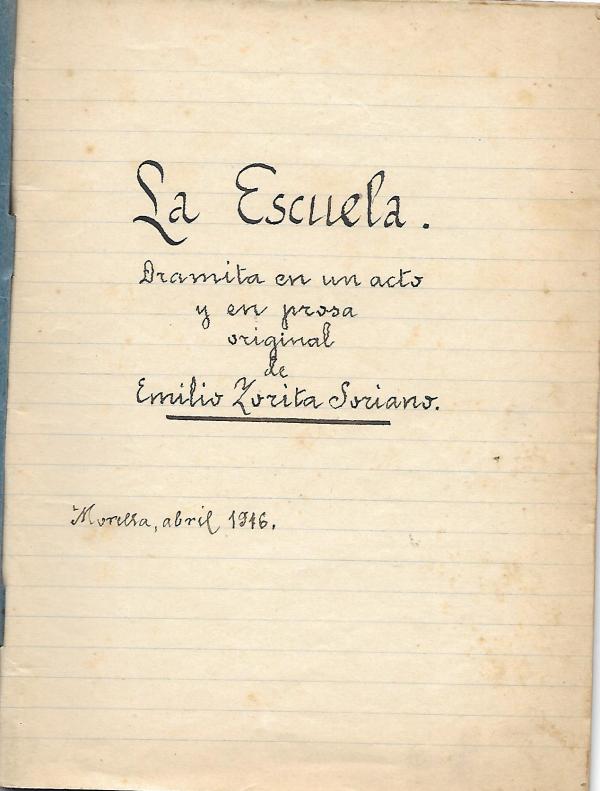 La Escuela.
Dramita en un acto
y en prosa
original
de
Emilio Zorita Soriano.
Morella, abril 1946.